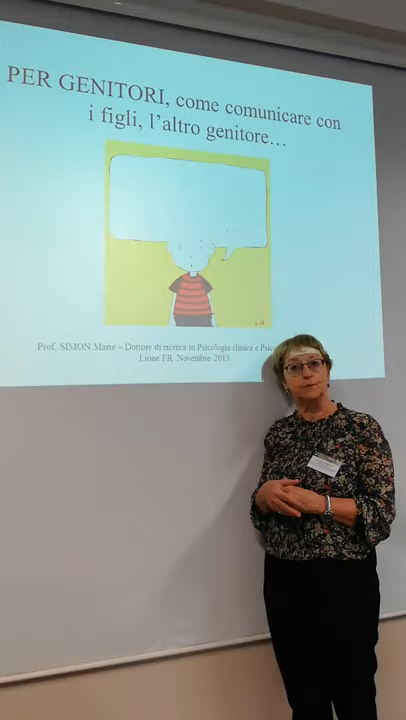 PER GENITORI, come comunicare con
i figli, l'altro genitore…
Prof. SIMON Marie – Dottore di ricerca in Psicologia clinica e
Lione FR. Novembre 2019